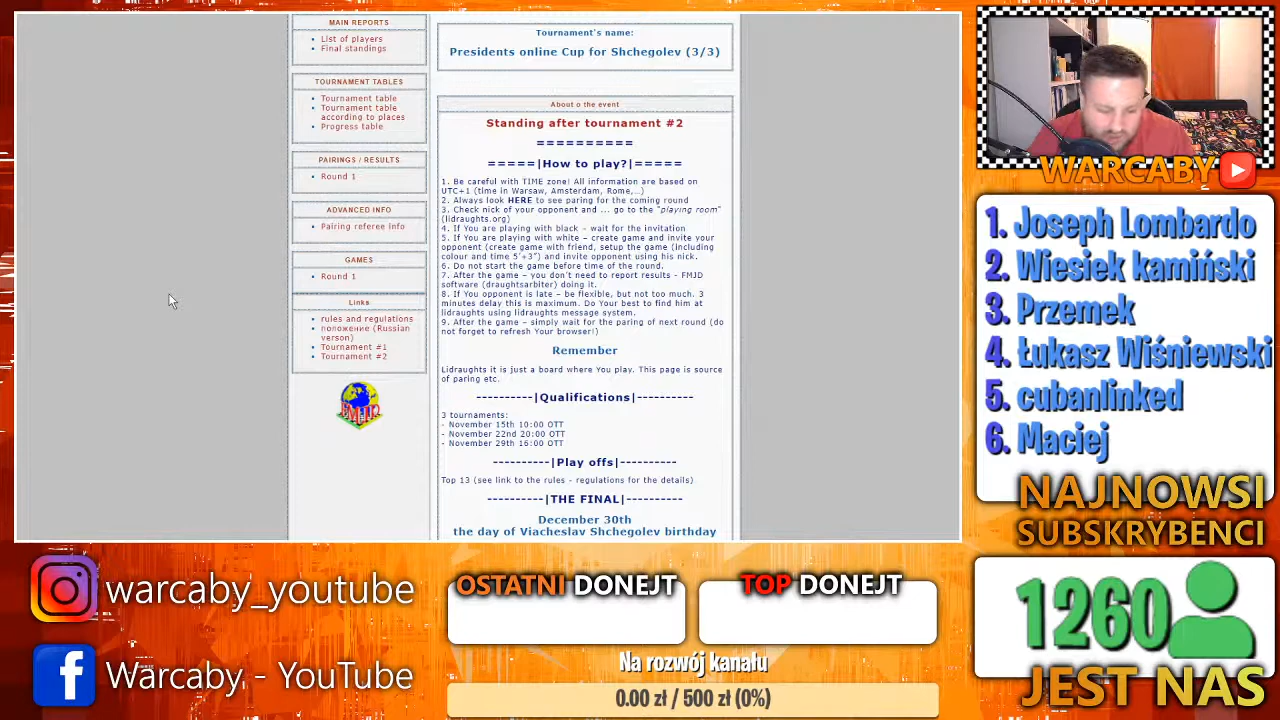 MAIN REPORTS
List of players
Final standings
TOURNAMENT TABLES
Tournament table
Tournament table
according to places
Progress table
PAIRINGS / RESULTS
Round 1
ADVANCED INFO
Pairing referee info
GAMES
Round 1
Links
rules and regulations
положение (Russian
verson)
Tournament #1
Tournament #2
FMJD
Tournament's name:
Presidents online Cup for Shchegolev (3/3)
About o the event
Standing after tournament #2
==========
=====|How to play?|=====
1. Be careful with TIME zone! All information are based on
UTC+1 (time in Warsaw, Amsterdam, Rome,…)
2. Always look HERE to see paring for the coming round
3. Check nick of your opponent and ... go to the "playing room"
(lidraughts.org)
4. If You are playing with black – wait for the invitation
5. If You are playing with white – create game and invite your
opponent (create game with friend, setup the game (including
colour and time 5'+3") and invite opponent using his nick.
6. Do not start the game before time of the round.
7. After the game – you don't need to report results - FMJD
software (draughtsarbiter) doing it.
8. If You opponent is late – be flexible, but not too much. 3
minutes delay this is maximum. Do Your best to find him at
lidraughts using lidraughts message system.
9. After the game – simply wait for the paring of next round (do
not forget to refresh Your browser!)
Remember
Lidraughts it is just a board where You play. This page is source
of paring etc.
----------|Qualifications|----------
3 tournaments:
- November 15th 10:00 OTT
- November 22nd 20:00 OTT
- November 29th 16:00 OTT
----------|Play offs|----------
Top 13 (see link to the rules - regulations for the details)
----------|THE FINAL|----------
December 30th
the day of Viacheslav Shchegolev birthday
WARCABY
1. Joseph Lombardo
2. Wiesiek kamiński
3. Przemek
4. Łukasz Wiśniewski
5. cubanlinked
6. Maciej
NAJNOWSI
SUBSKRYBENCI
1260
JEST NAS
warcaby_youtube
Warcaby - YouTube
OSTATNI DONEJT
TOP DONEJT
Na rozwój kanału
0.00 zł / 500 zł (0%)